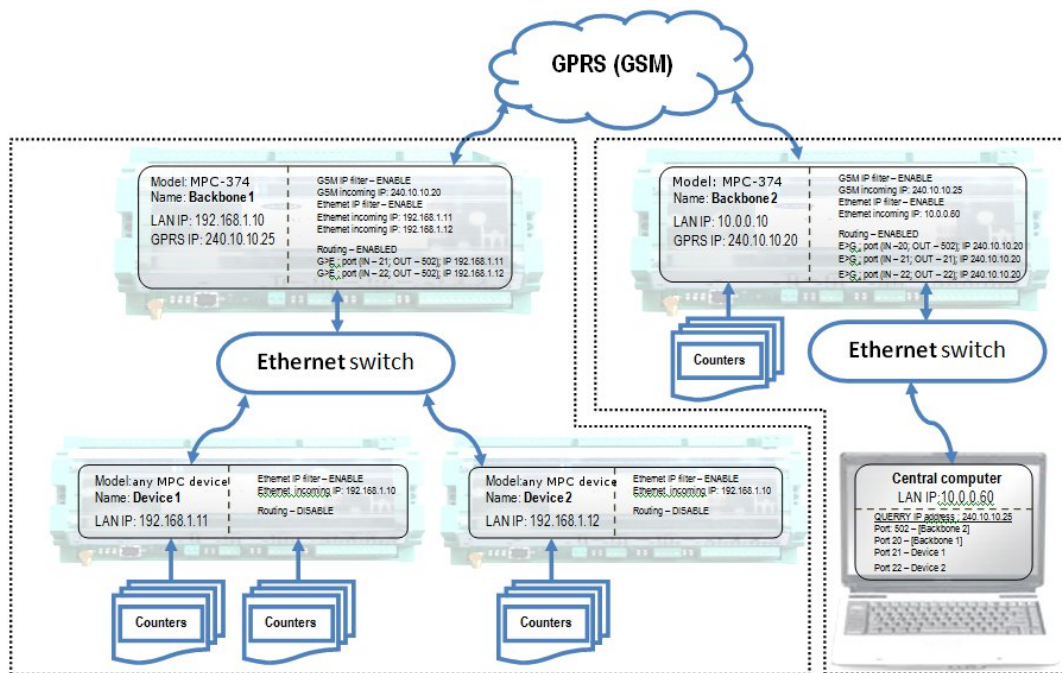 GPRS (GSM)
Model: MPC-374
Name: Backbone1
LAN IP: 192.168.1.10
GPRS IP: 240.10.10.25
GSM IP filter – ENABLE
GSM incoming IP: 240.10.10.20
Ethernet IP filter – ENABLE
Ethernet incoming IP: 192.168.1.11
Ethernet incoming IP: 192.168.1.12
Routing – ENABLED
G>E ; port (IN – 21; OUT – 502); IP 192.168.1.11
G>E ; port (IN – 22; OUT – 502); IP 192.168.1.12
Model: MPC-374
Name: Backbone2
LAN IP: 10.0.0.10
GPRS IP: 240.10.10.20
GSM IP filter – ENABLE
GSM incoming IP: 240.10.10.25
Ethernet IP filter – ENABLE
Ethernet incoming IP: 10.0.0.60
Routing – ENABLED
E>G ; port (IN –20; OUT – 502); IP 240.10.10.20
E>G ; port (IN – 21; OUT – 21); IP 240.10.10.20
E>G ; port (IN – 22; OUT – 22); IP 240.10.10.20
Ethernet switch
Counters
Ethernet switch
Model:any MPC device
Name: Device1
LAN IP: 192.168.1.11
Ethernet IP filter – ENABLE
Ethernet incoming IP: 192.168.1.10
Routing – DISABLE
Model:any MPC device
Name: Device2
LAN IP: 192.168.1.12
Ethernet IP filter – ENABLE
Ethernet incoming IP: 192.168.1.10
Routing – DISABLE
Central computer
LAN IP:10.0.0.60
QUERRY IP address : 240.10.10.25
Port: 502 – [Backbone 2]
Port 20 – [Backbone 1]
Port 21 – Device 1
Port 22 – Device 2
Counters
Counters
Counters